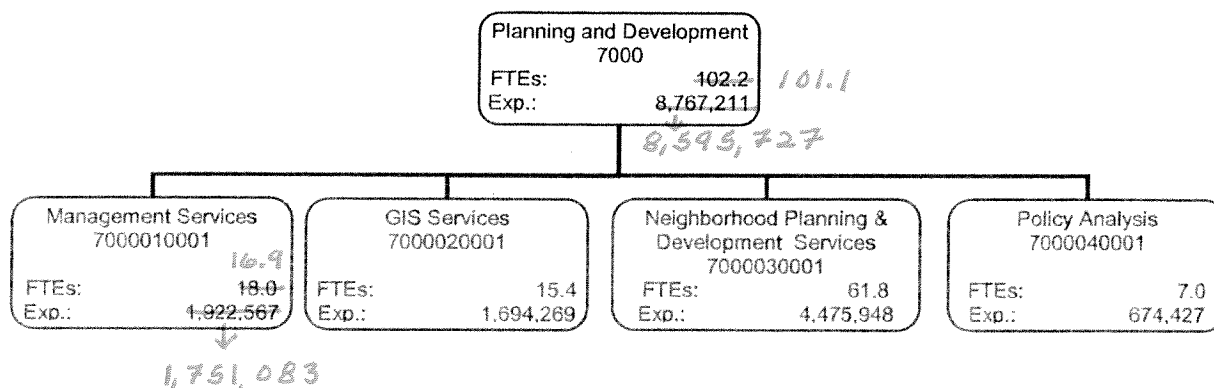 Planning and Development
7000
FTEs: 102.2 101.1
Exp.: 8,767,211
8,595,727
Management Services
7000010001
16.9
FTEs: 18.0
Exp.: 1,922,567
1,751,083
GIS Services
7000020001
FTEs: 15.4
Exp.: 1,694,269
Neighborhood Planning &
Development Services
7000030001
FTEs: 61.8
Exp.: 4,475,948
Policy Analysis
7000040001
FTEs: 7.0
Exp.: 674,427